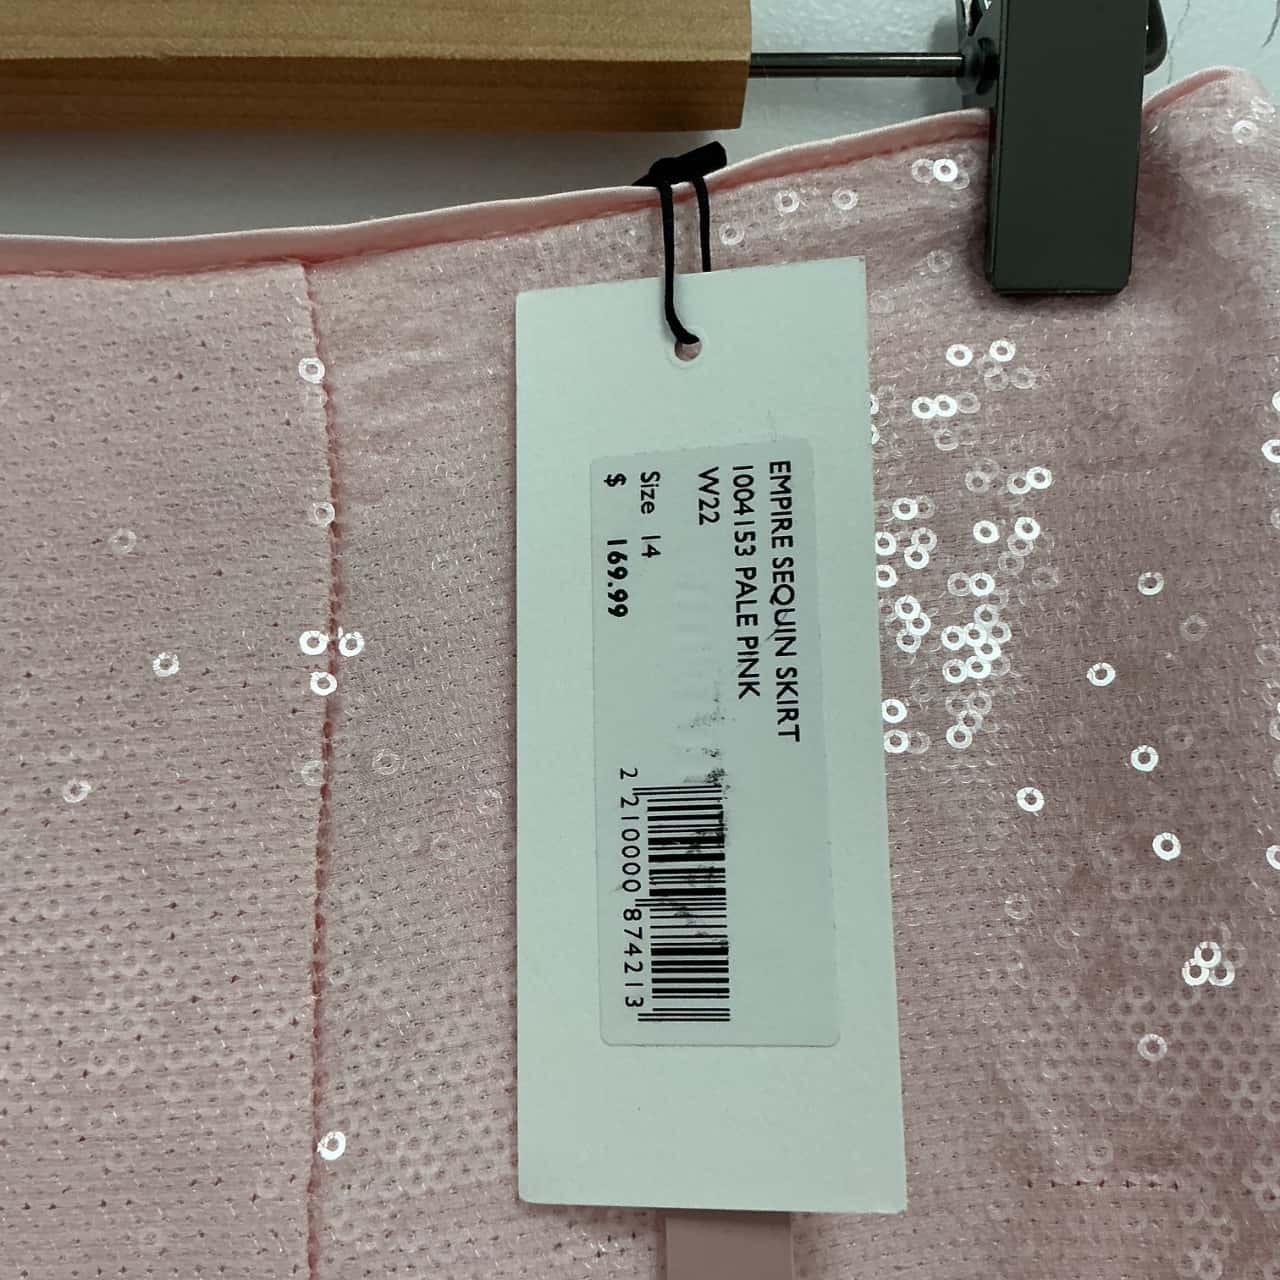 EMPIRE SEQUIN SKIRT
1004153 PALE PINK
W22
Size 14
$ 169.99
2 210000 874213